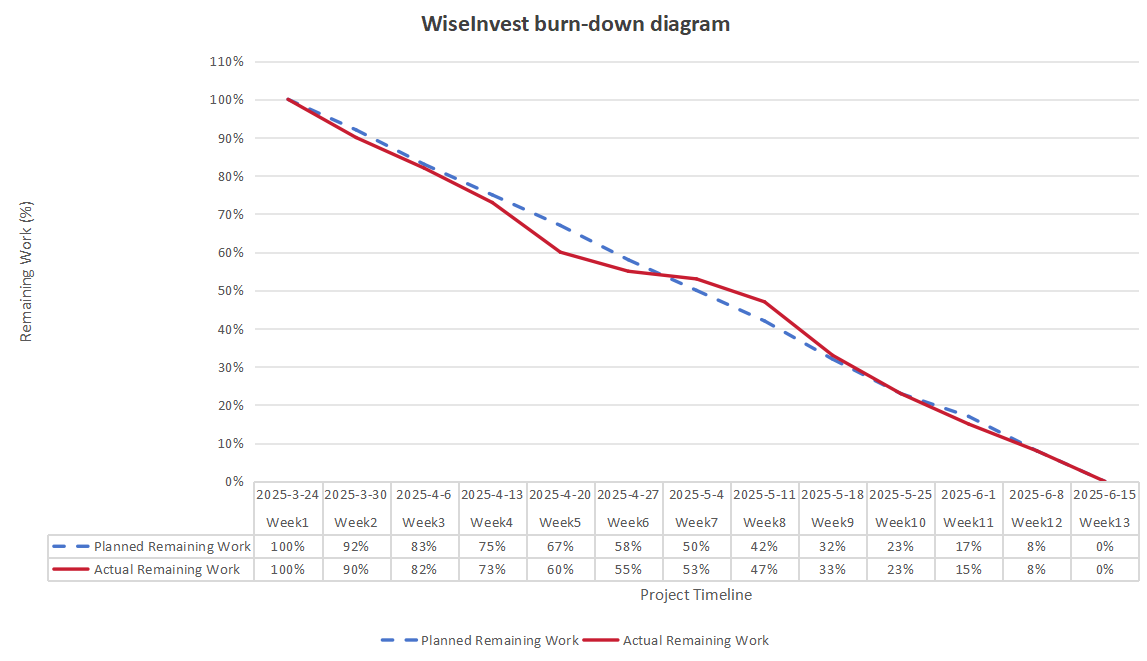 WiseInvest burn-down diagram
Remaining Work (%)
110%
100%
90%
80%
70%
60%
50%
40%
30%
20%
10%
0%
2025-3-24 2025-3-30 2025-4-6 2025-4-13 2025-4-20 2025-4-27 2025-5-4 2025-5-11 2025-5-18 2025-5-25 2025-6-1 2025-6-8 2025-6-15
Week1 Week2 Week3 Week4 Week5 Week6 Week7 Week8 Week9 Week10 Week11 Week12 Week13
Planned Remaining Work 100% 92% 83% 75% 67% 58% 50% 42% 32% 23% 17% 8% 0%
Actual Remaining Work 100% 90% 82% 73% 60% 55% 53% 47% 33% 23% 15% 8% 0%
Project Timeline
Planned Remaining Work Actual Remaining Work